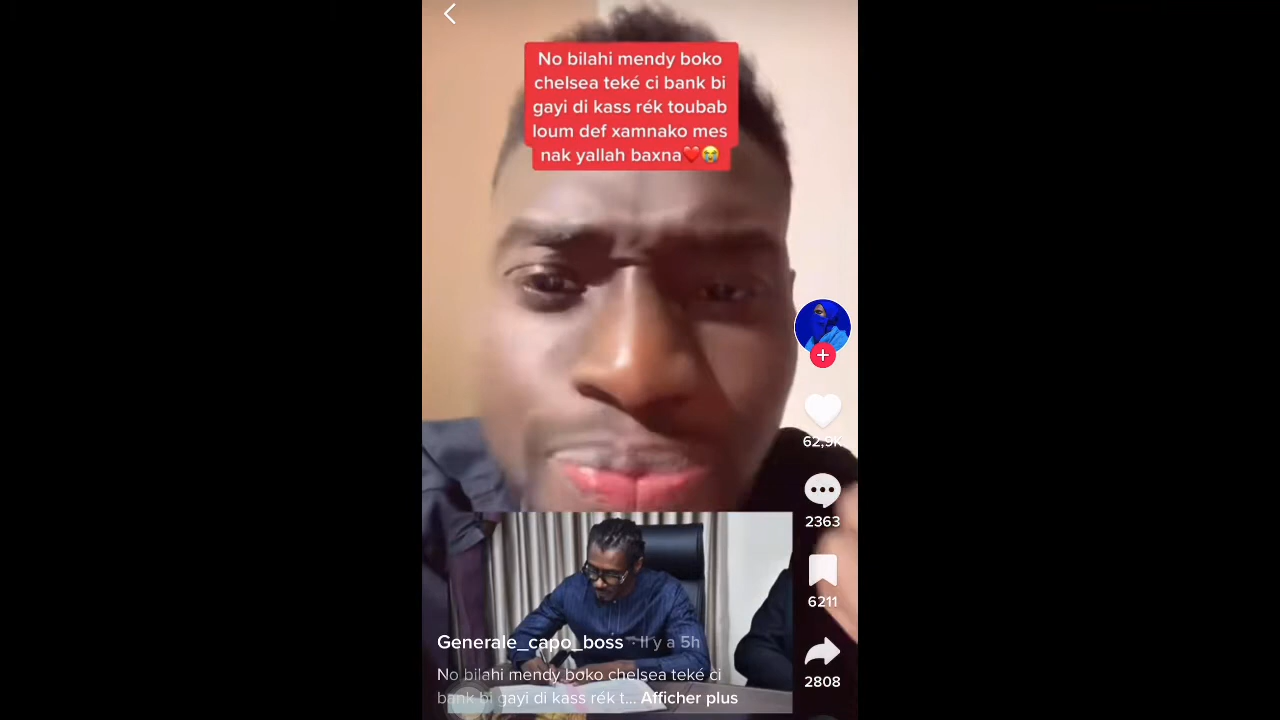 No bilahi mendy boko
chelsea teké ci bank bi
gayi di kass rék toubab
loum def xamnako mes
nak yallah baxna❤️😭
62,9K
2363
6211
2808
Generale_capo_boss · Il y a 5h
No bilahi mendy boko chelsea teké ci
bank bi gayi di kass rék t... Afficher plus